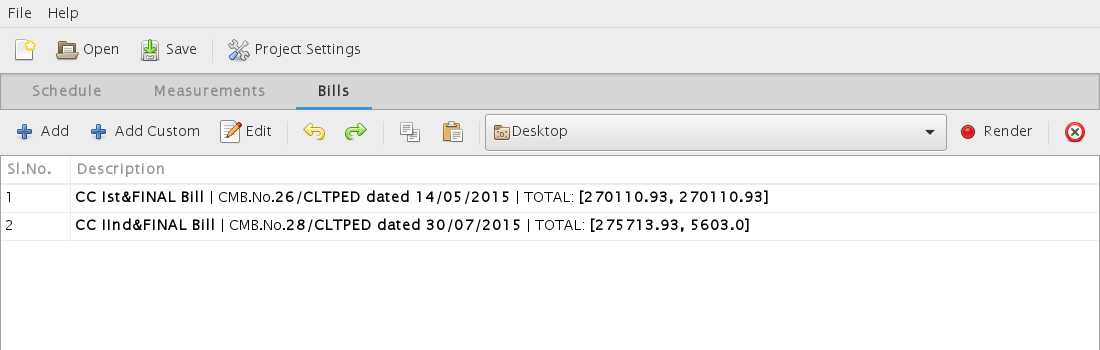 File Help
Open Save Project Settings
Schedule Measurements Bills
Add Add Custom Edit Desktop Render
Sl.No. Description
1 CC Ist&FINAL Bill | CMB.No.26/CLTPED dated 14/05/2015 | TOTAL: [270110.93, 270110.93]
2 CC IInd&FINAL Bill | CMB.No.28/CLTPED dated 30/07/2015 | TOTAL: [275713.93, 5603.0]